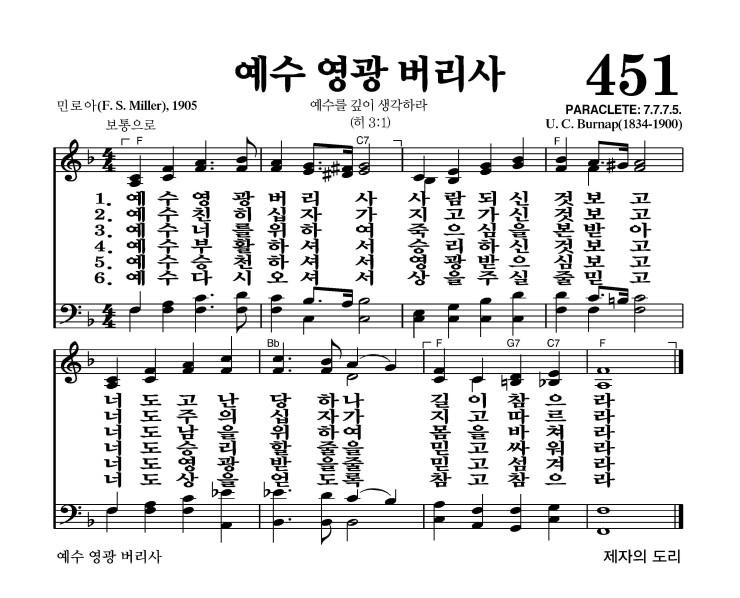 예수 영광 버리사
451
민로아(F. S. Miller), 1905
예수를 깊이 생각하라
PARACLETE: 7.7.7.5.
보통으로
(히 3:1)
U. C. Burnap(1834-1900)
F C7 F
1. 예수영광버리사 사람되신 것보고
2. 예수친히십자가 지고가신 것보고
3. 예수너를위하여 죽으심을본받아
4. 예수부활하셔서 승리하신 것보고
5. 예수승천하셔서 영광받으심보고
6. 예수다시오셔서 상을주실줄믿고
Bb F G7 C7 F
너도고난당하나 길이참으라
너도주의십자가 지고따르라
너도남을위하여 몸을바쳐라
너도승리할줄을 믿고싸워라
너도영광받을줄 믿고섬겨라
너도상을얻도록 참고참으라
예수 영광 버리사
제자의 도리